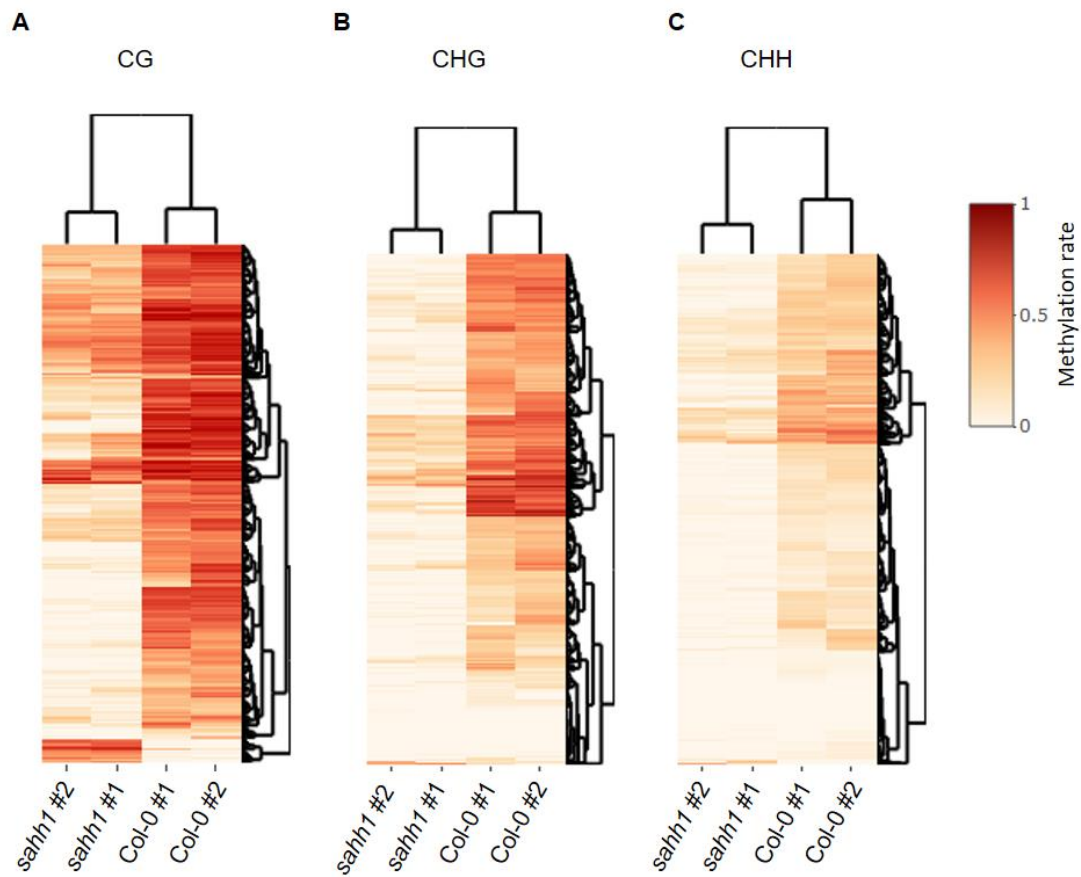 A
B
C
CG
CHG
CHH
1
0.5
0
Methylation rate
sahh1 #2
sahh1 #1
Col-0 #1
Col-0 #2
sahh1 #2
sahh1 #1
Col-0 #1
Col-0 #2
sahh1 #2
sahh1 #1
Col-0 #1
Col-0 #2